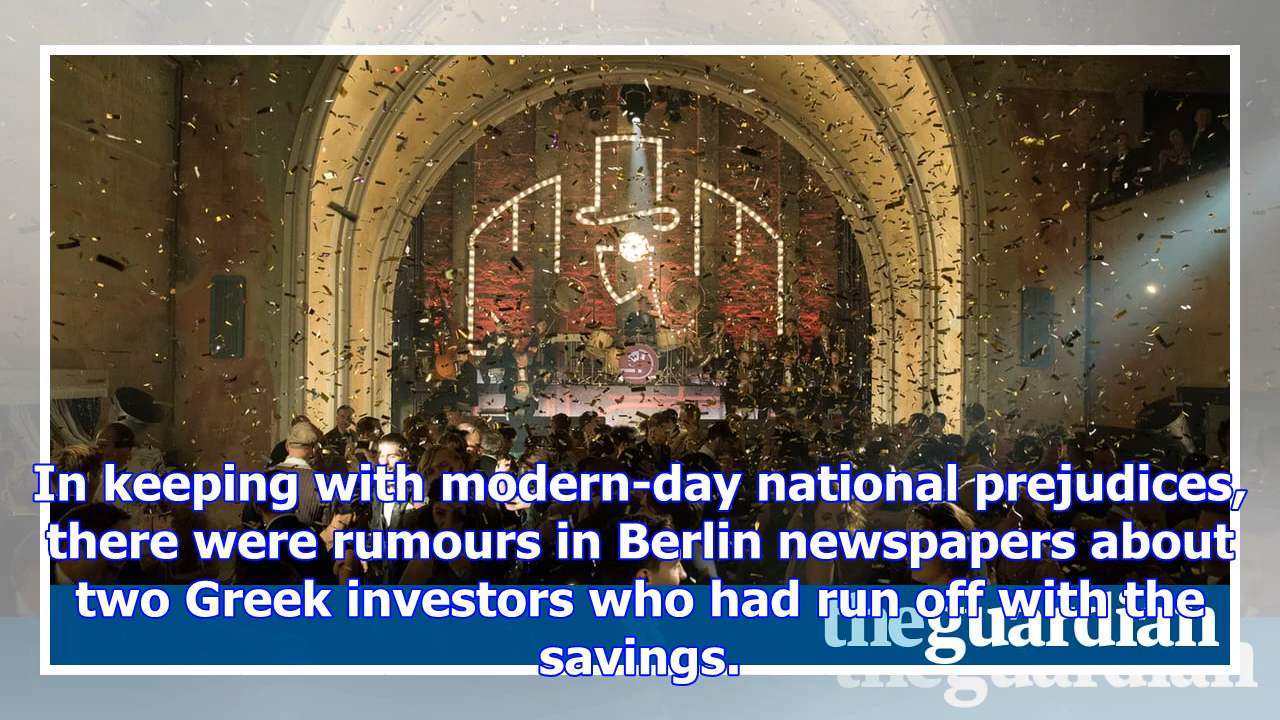 In keeping with modern-day national prejudices,
there were rumours in Berlin newspapers about
two Greek investors who had run off with the
savings.
theguardian
theguardian